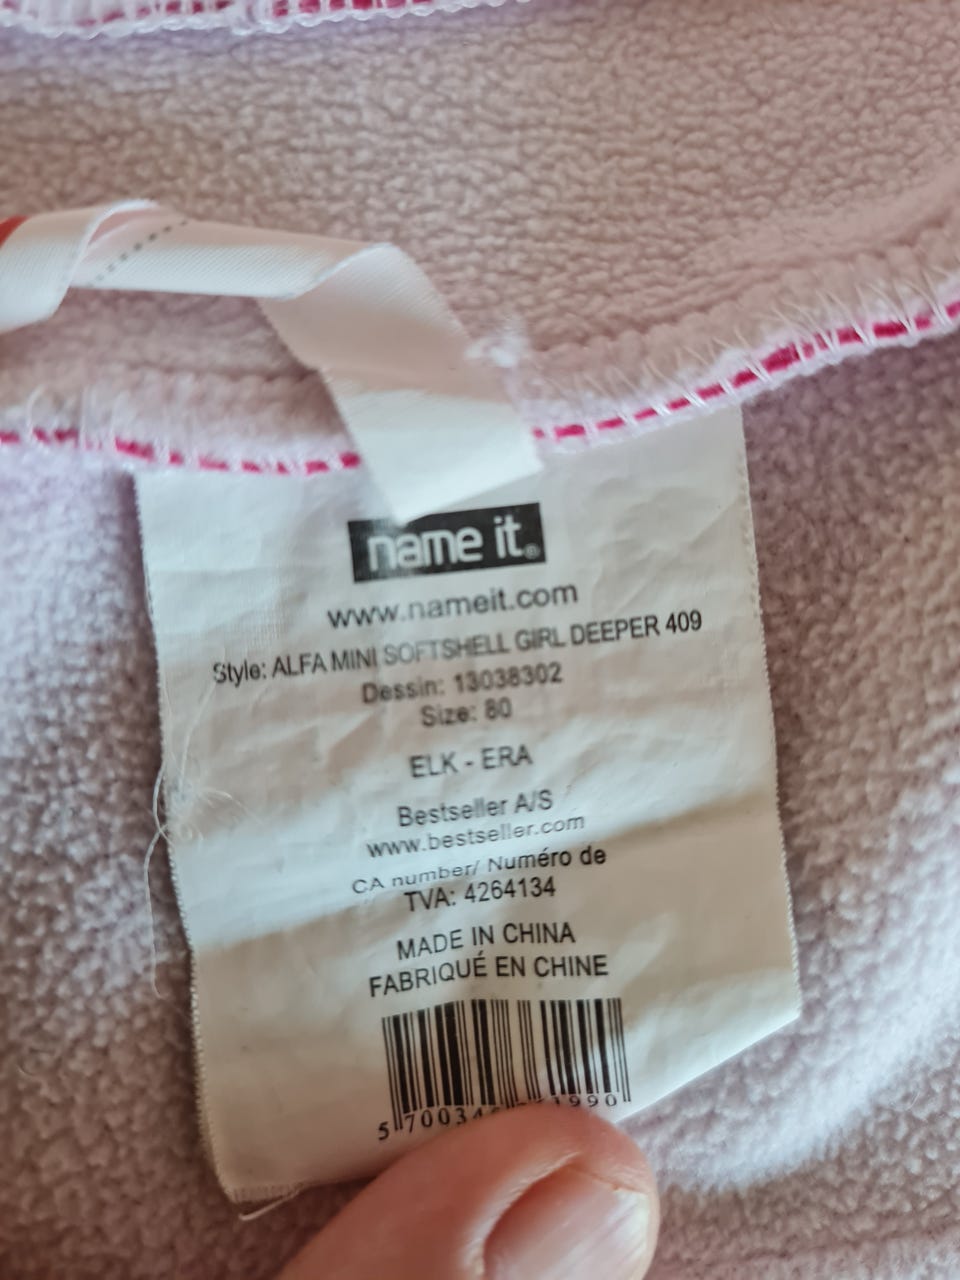 name it®
www.nameit.com
Style: ALFA MINI SOFTSHELL GIRL DEEPER 409
Dessin: 13038302
Size: 80
ELK - ERA
Bestseller A/S
www.bestseller.com
CA number/ Numéro de
TVA: 4264134
MADE IN CHINA
FABRIQUÉ EN CHINE